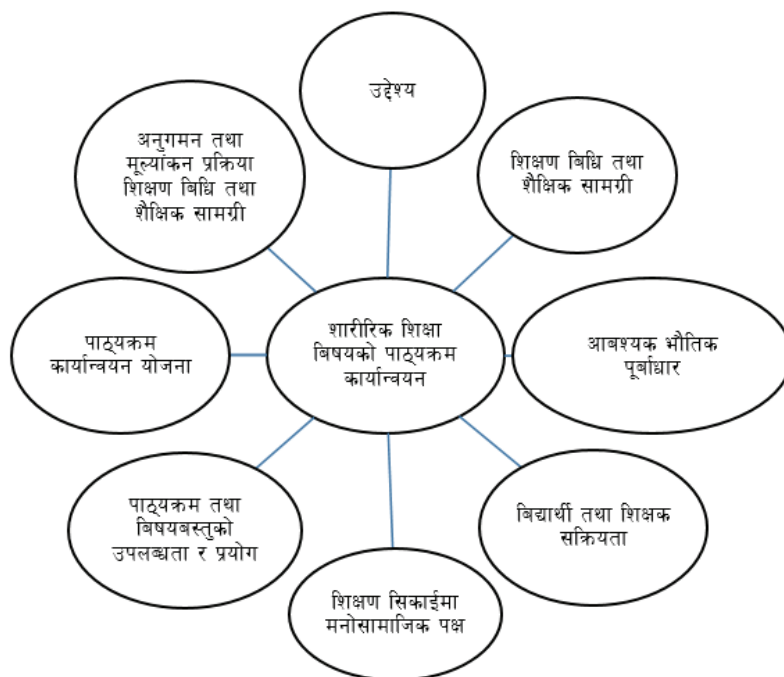 उद्देश्य
अनुगमन तथा
मूल्यांकन प्रक्रिया
शिक्षण बिधि तथा
शैक्षिक सामग्री
शिक्षण बिधि तथा
शैक्षिक सामग्री
पाठ्यक्रम
कार्यान्वयन योजना
शारीरिक शिक्षा
बिषयको पाठ्यक्रम
कार्यान्वयन
आबश्यक भौतिक
पूर्बाधार
पाठ्यक्रम तथा
बिषयबस्तुको
उपलब्धता र प्रयोग
बिद्यार्थी तथा शिक्षक
सक्रियता
शिक्षण सिकाईमा
मनोसामाजिक पक्ष